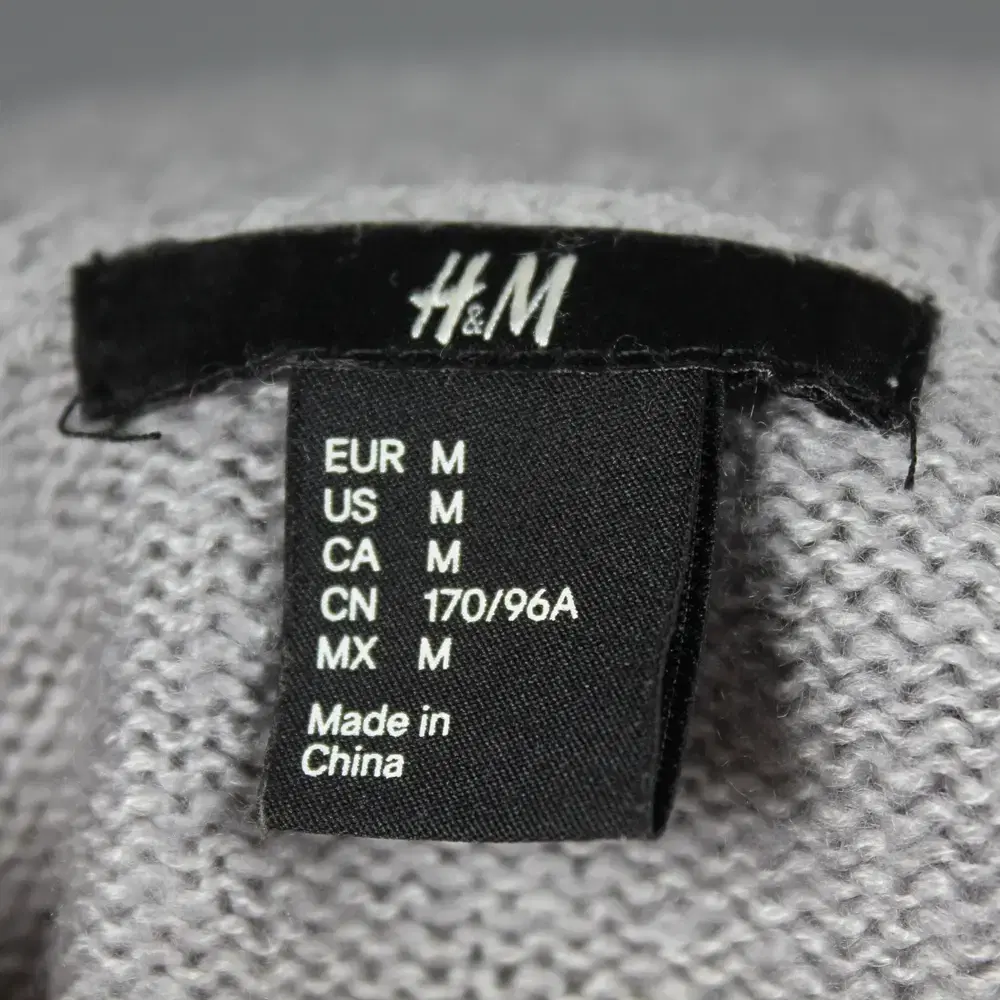 H&M
EUR M
US M
CA M
CN 170/96A
MX M
Made in
China